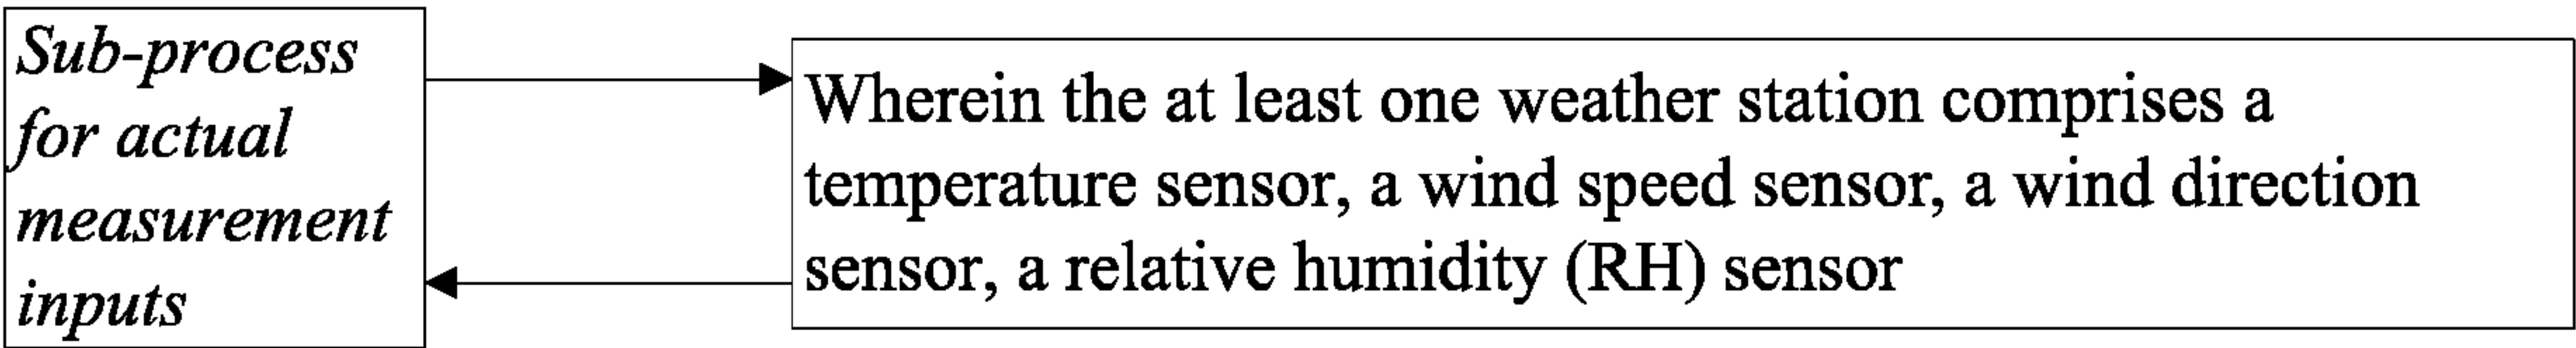 Sub-process
for actual
measurement
inputs
Wherein the at least one weather station comprises a
temperature sensor, a wind speed sensor, a wind direction
sensor, a relative humidity (RH) sensor